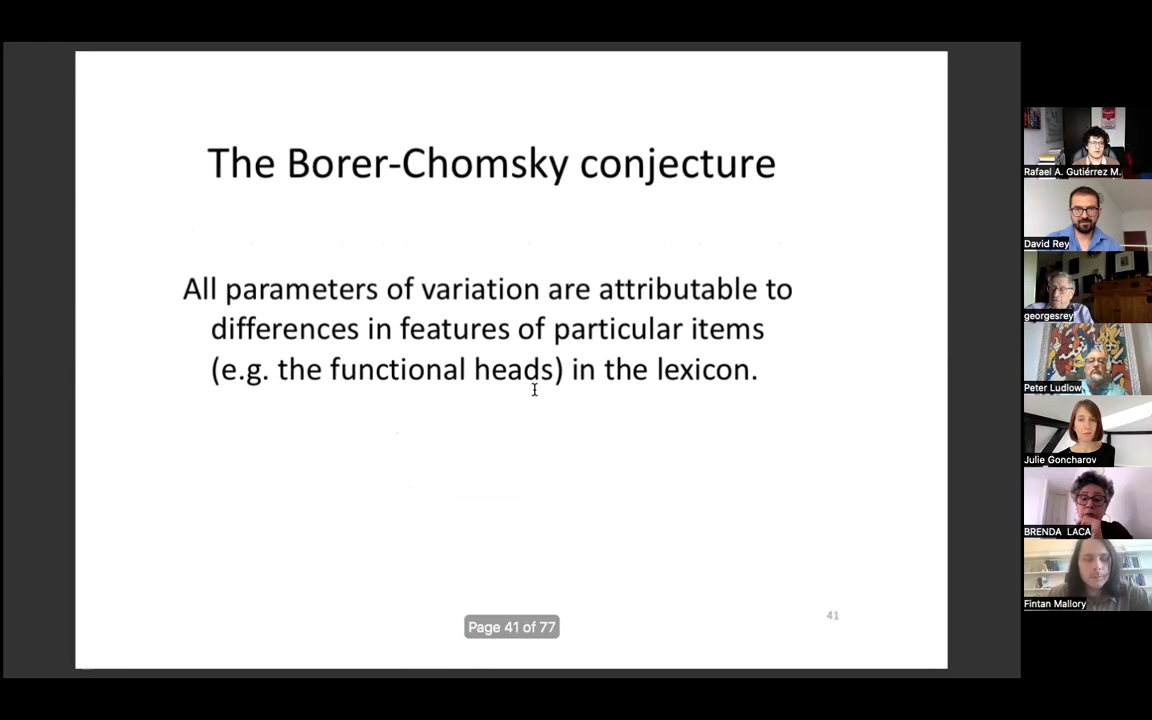 The Borer-Chomsky conjecture
All parameters of variation are attributable to
differences in features of particular items
(e.g. the functional heads) in the lexicon.
Page 41 of 77
41
Rafael A. Gutiérrez M.
David Rey
georgesrey
Peter Ludlow
Julie Goncharov
BRENDA LACA
Fintan Mallory